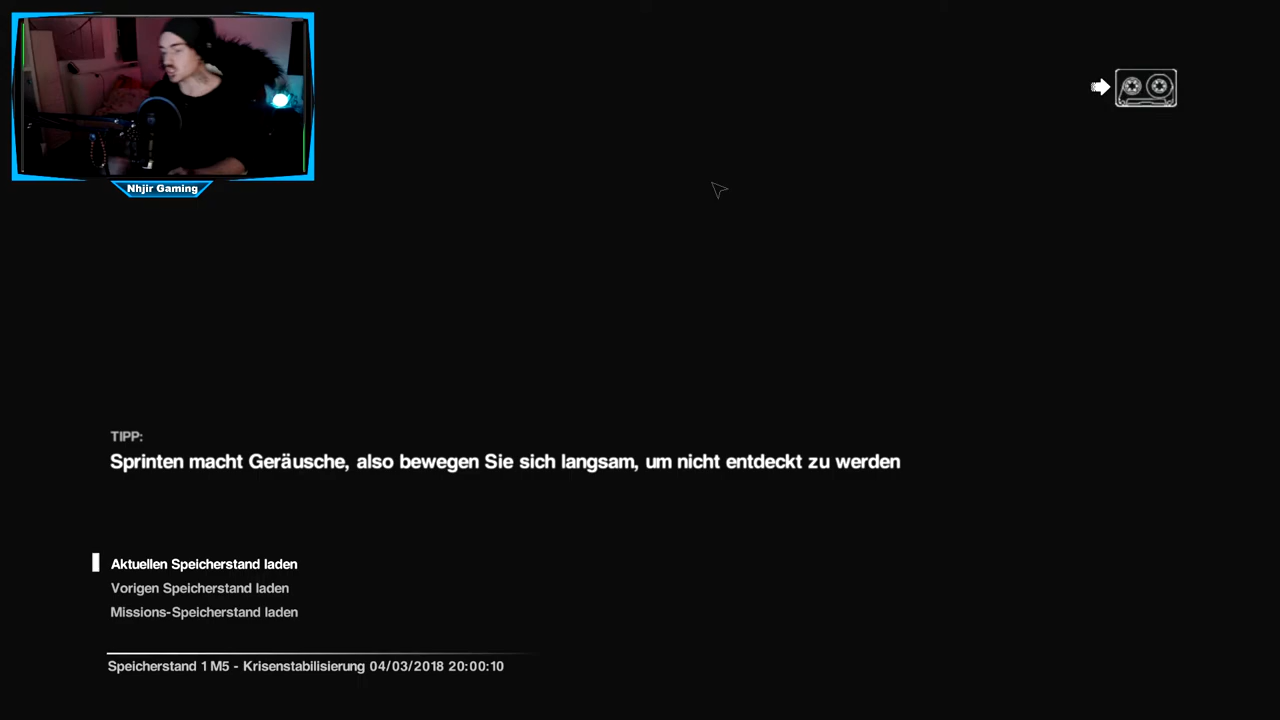 Nhjir Gaming
TIPP:
Sprinten macht Geräusche, also bewegen Sie sich langsam, um nicht entdeckt zu werden
Aktuellen Speicherstand laden
Vorigen Speicherstand laden
Missions-Speicherstand laden
Speicherstand 1 M5 - Krisenstabilisierung 04/03/2018 20:00:10